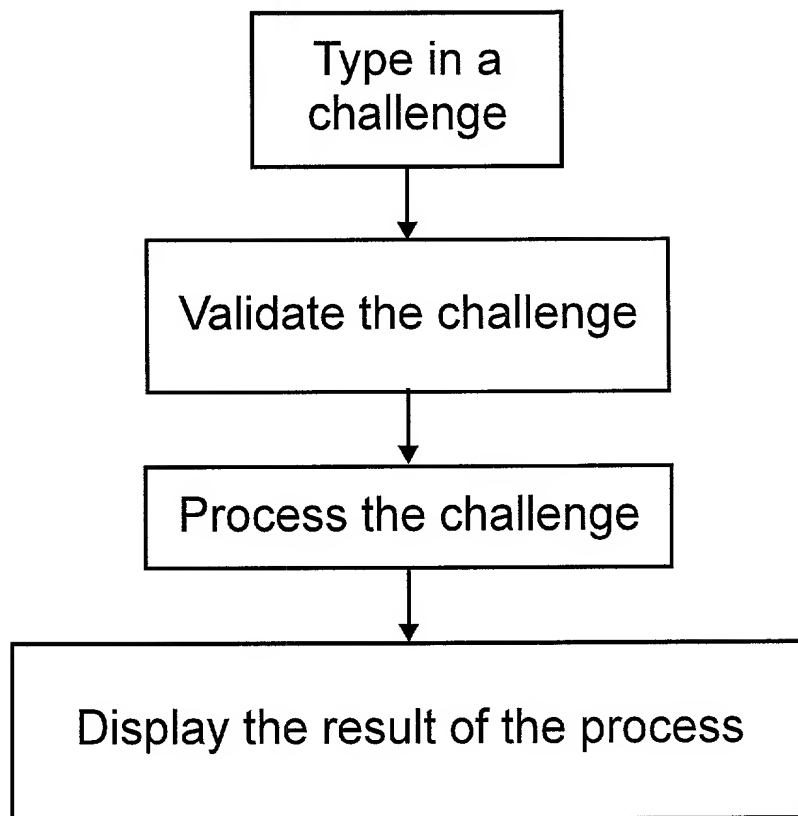 Type in a
challenge
Validate the challenge
Process the challenge
Display the result of the process